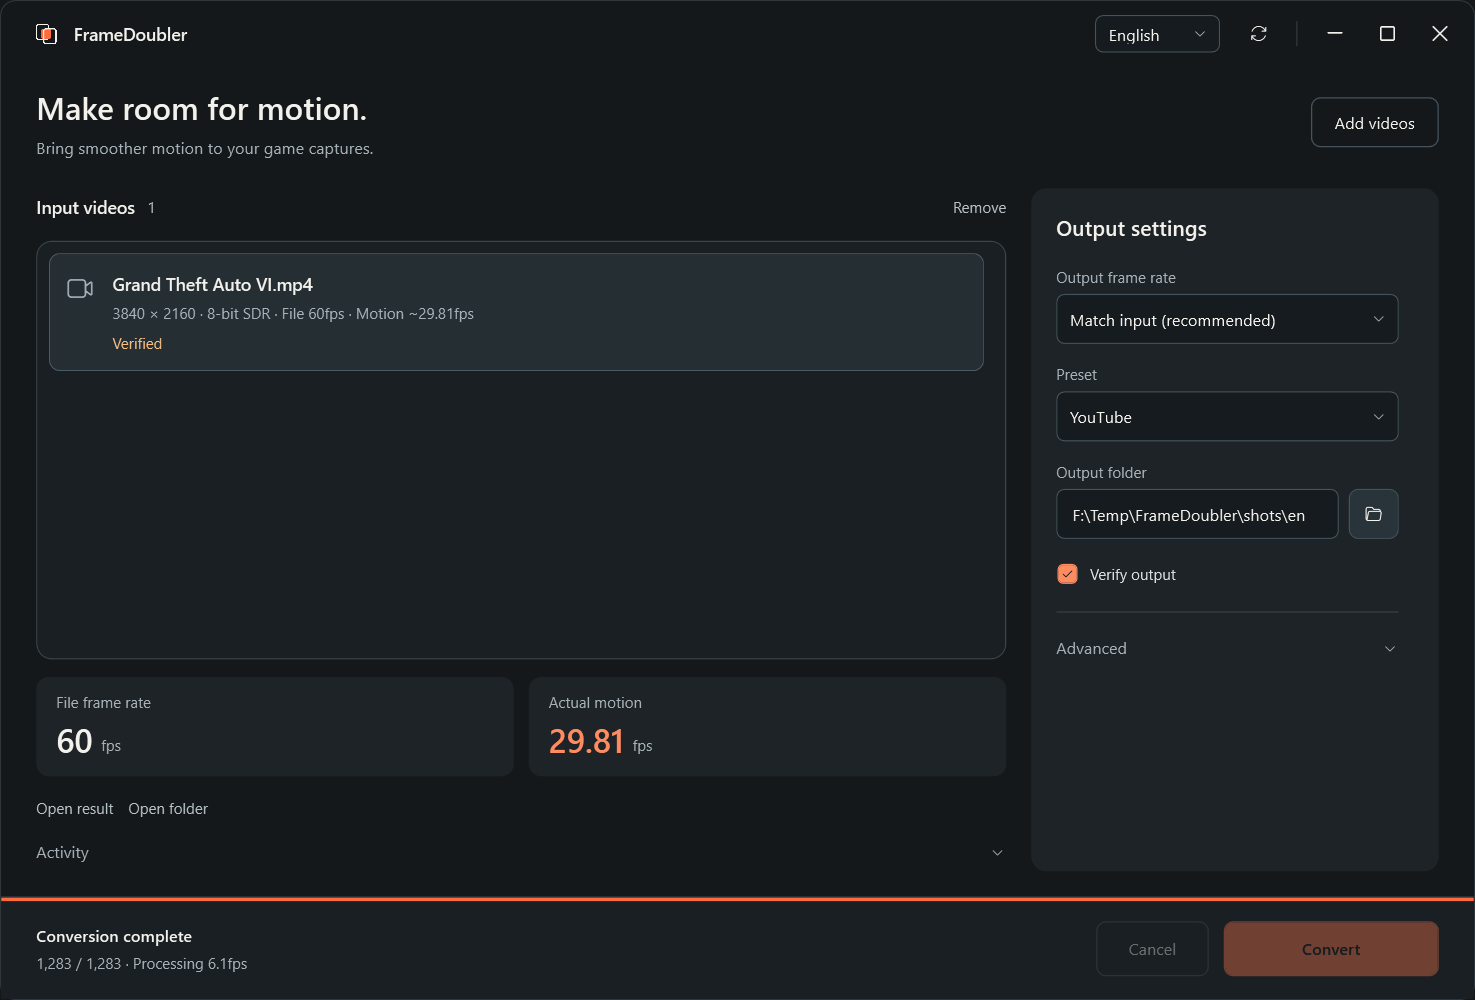 FrameDoubler
English
Make room for motion.
Bring smoother motion to your game captures.
Add videos
Input videos 1
Remove
Grand Theft Auto VI.mp4
3840 × 2160 · 8-bit SDR · File 60fps · Motion ~29.81fps
Verified
File frame rate
60 fps
Actual motion
29.81 fps
Open result
Open folder
Activity
Output settings
Output frame rate
Match input (recommended)
Preset
YouTube
Output folder
F:\Temp\FrameDoubler\shots\en
Verify output
Advanced
Conversion complete
1,283 / 1,283 · Processing 6.1fps
Cancel
Convert